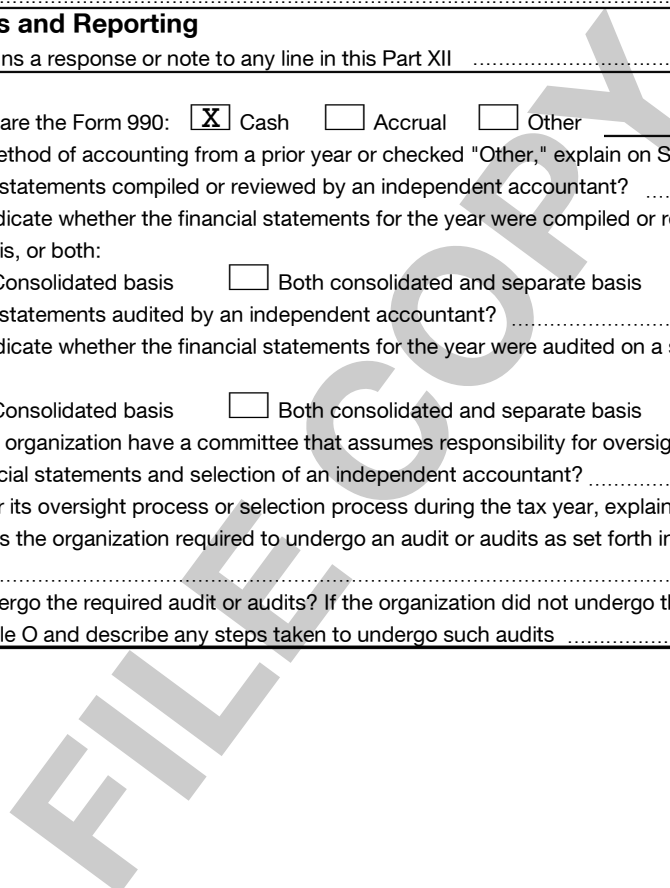 s and Reporting
ns a response or note to any line in this Part XII
are the Form 990: X Cash Accrual Other
ethod of accounting from a prior year or checked "Other," explain on S
statements compiled or reviewed by an independent accountant?
dicate whether the financial statements for the year were compiled or r
is, or both:
Consolidated basis Both consolidated and separate basis
statements audited by an independent accountant?
dicate whether the financial statements for the year were audited on a s
Consolidated basis Both consolidated and separate basis
organization have a committee that assumes responsibility for oversig
cial statements and selection of an independent accountant?
r its oversight process or selection process during the tax year, explain
s the organization required to undergo an audit or audits as set forth in
ergo the required audit or audits? If the organization did not undergo th
le O and describe any steps taken to undergo such audits
FILE COPY